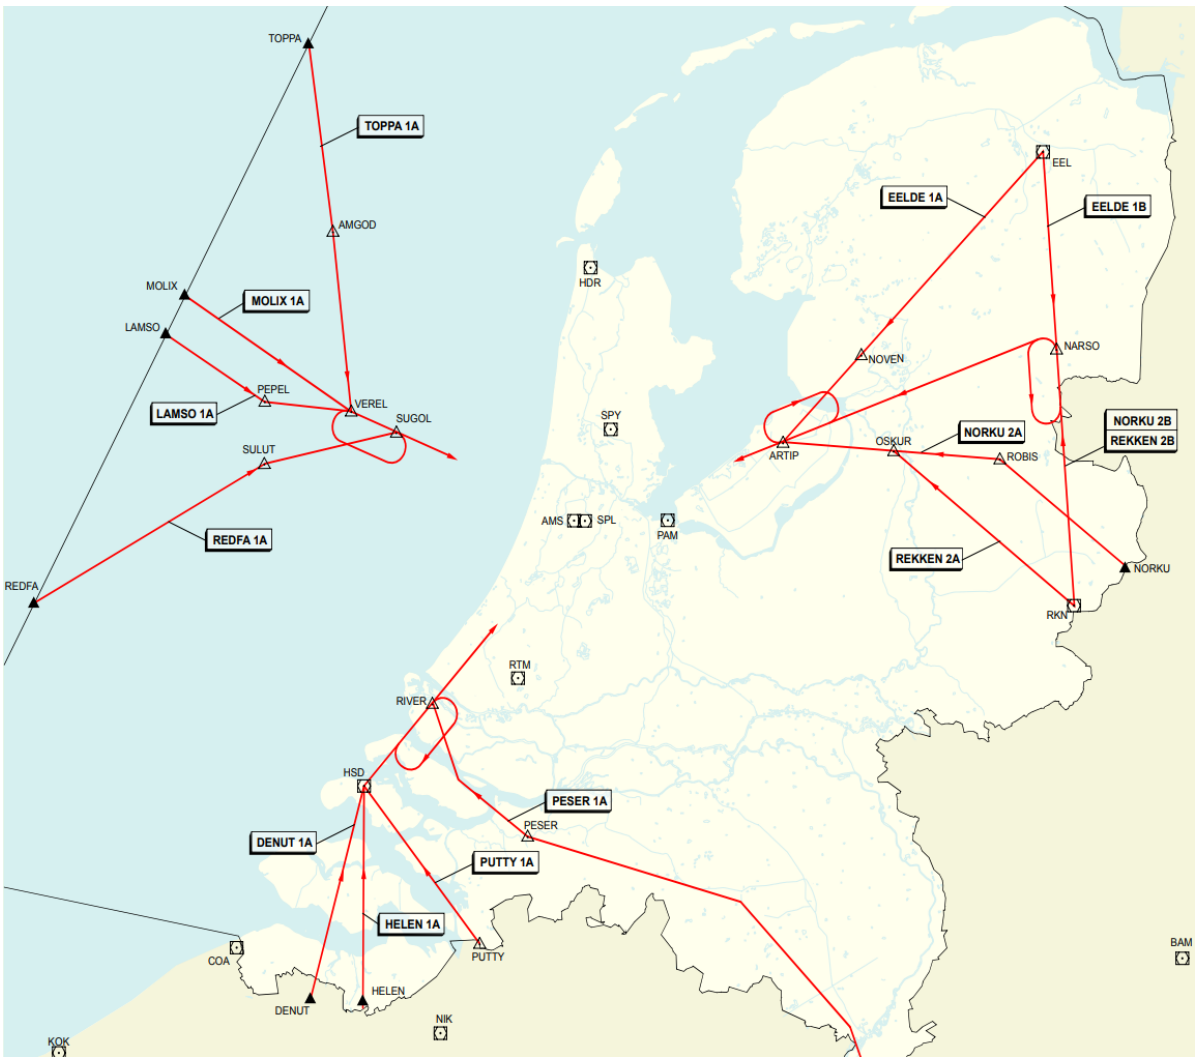 TOPPA
TOPPA 1A
EEL
EELDE 1A
EELDE 1B
AMGOD
HDR
MOLIX
MOLIX 1A
LAMSO
NARSO
NOVEN
PEPEL
LAMSO 1A
VEREL
SUGOL
SPY
NORKU 2B
REKKEN 2B
NORKU 2A
OSKUR
ARTIP
SULUT
ROBIS
AMS
SPL
PAM
REDFA 1A
REKKEN 2A
NORKU
REDFA
RKN
RTM
RIVER
HSD
PESER 1A
PESER
DENUT 1A
PUTTY 1A
HELEN 1A
PUTTY
COA
BAM
HELEN
DENUT
NIK
KOK